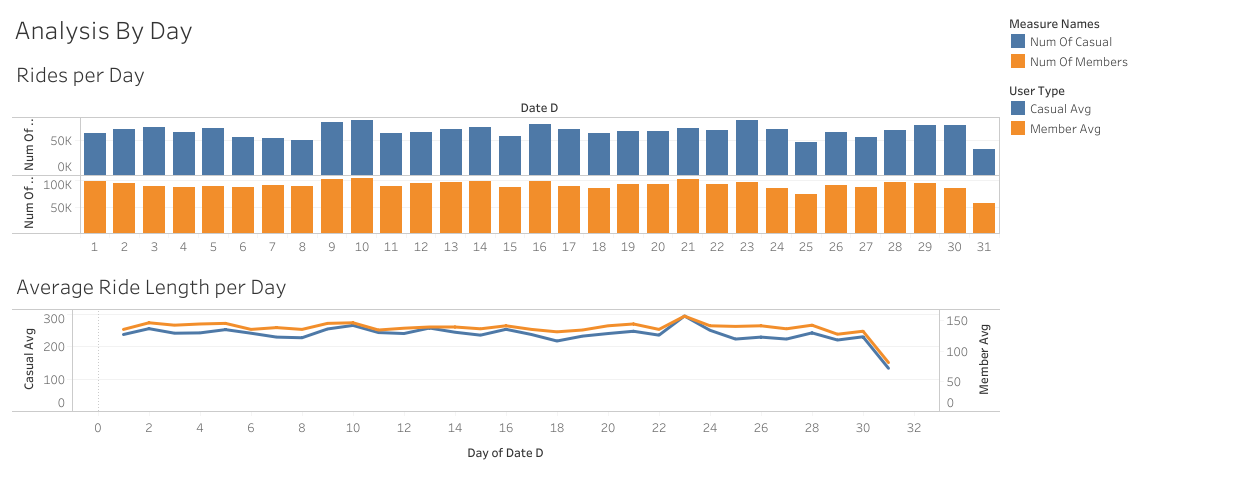 Analysis By Day
Rides per Day
Date D
Num Of ..
50K
0K
Num Of..
100K
50K
1 2 3 4 5 6 7 8 9 10 11 12 13 14 15 16 17 18 19 20 21 22 23 24 25 26 27 28 29 30 31
Average Ride Length per Day
Casual Avg
300
200
100
0
150
100
50
0
Member Avg
0 2 4 6 8 10 12 14 16 18 20 22 24 26 28 30 32
Day of Date D
Measure Names
Num Of Casual
Num Of Members
User Type
Casual Avg
Member Avg